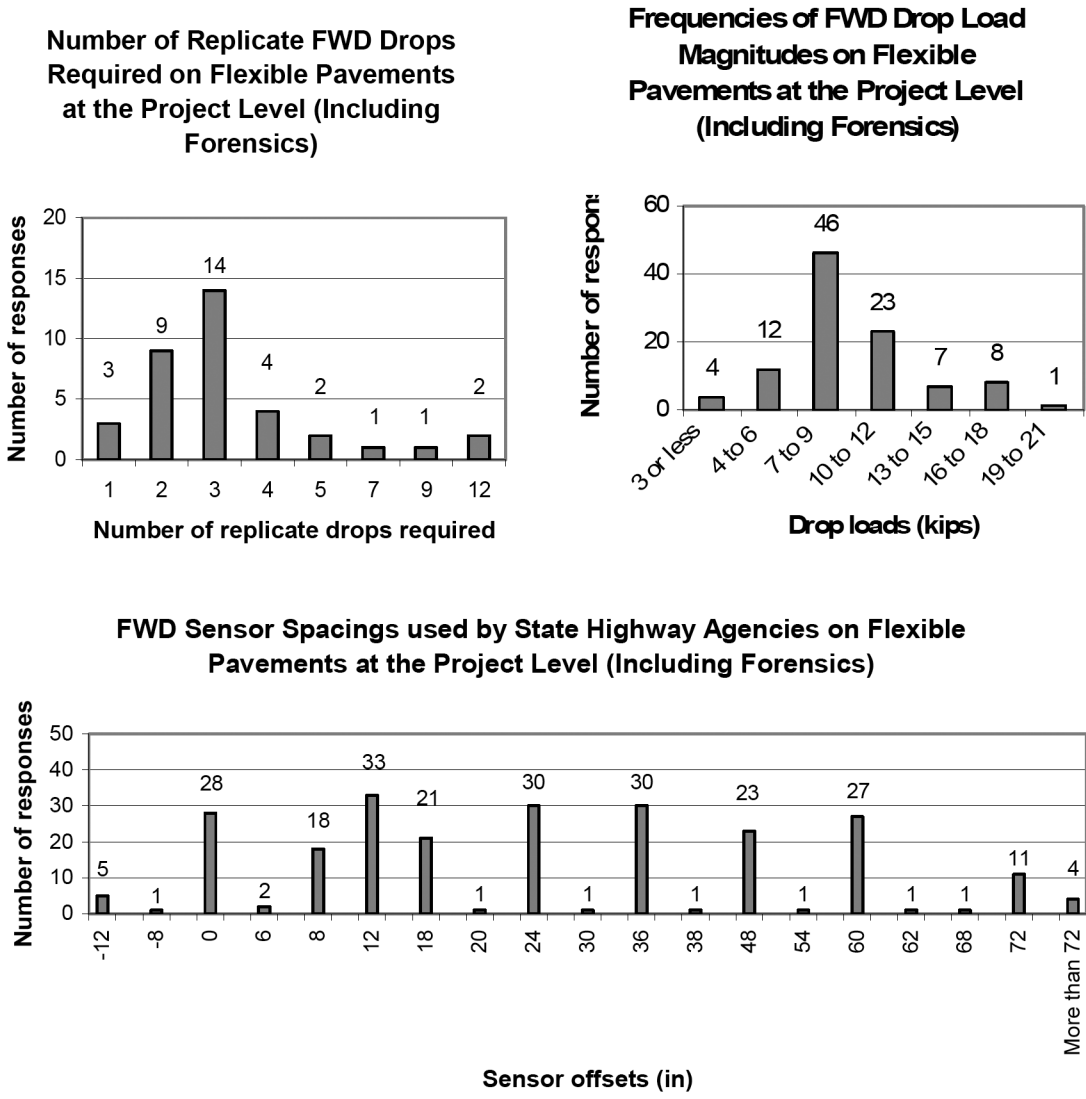 Number of Replicate FWD Drops
Required on Flexible Pavements
at the Project Level (Including
Forensics)
Number of responses
20
15
10
5
0
3
9
14
4
2
1
1
2
1 2 3 4 5 7 9 12
Number of replicate drops required
Frequencies of FWD Drop Load
Magnitudes on Flexible
Pavements at the Project Level
(Including Forensics)
Number of respons
60
40
20
0
4
12
46
23
7
8
1
3 or less
4 to 6
7 to 9
10 to 12
13 to 15
16 to 18
19 to 21
Drop loads (kips)
FWD Sensor Spacings used by State Highway Agencies on Flexible
Pavements at the Project Level (Including Forensics)
Number of responses
50
40
30
20
10
0
5
1
28
2
18
33
21
1
30
1
30
1
23
1
27
1
1
11
4
-12
-8
0
6
8
12
18
20
24
30
36
38
48
54
60
62
68
72
More than 72
Sensor offsets (in)